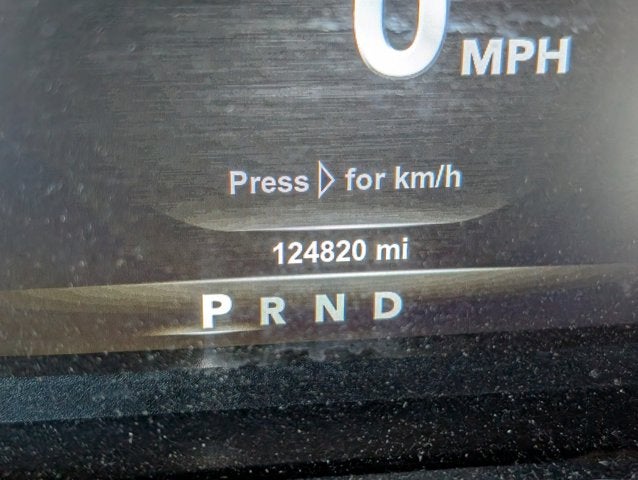 0 MPH
Press ▷ for km/h
124820 mi
P R N D